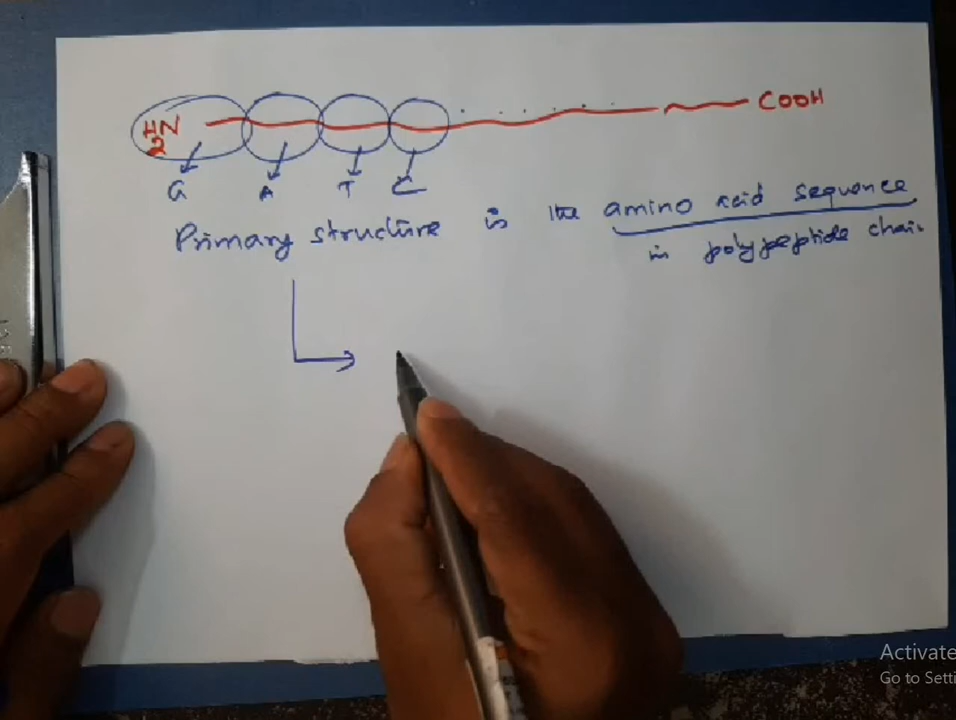 H2N COOH
G A T C
Primary structure is the amino acid sequence
in polypeptide chain
Activate
Go to Setti